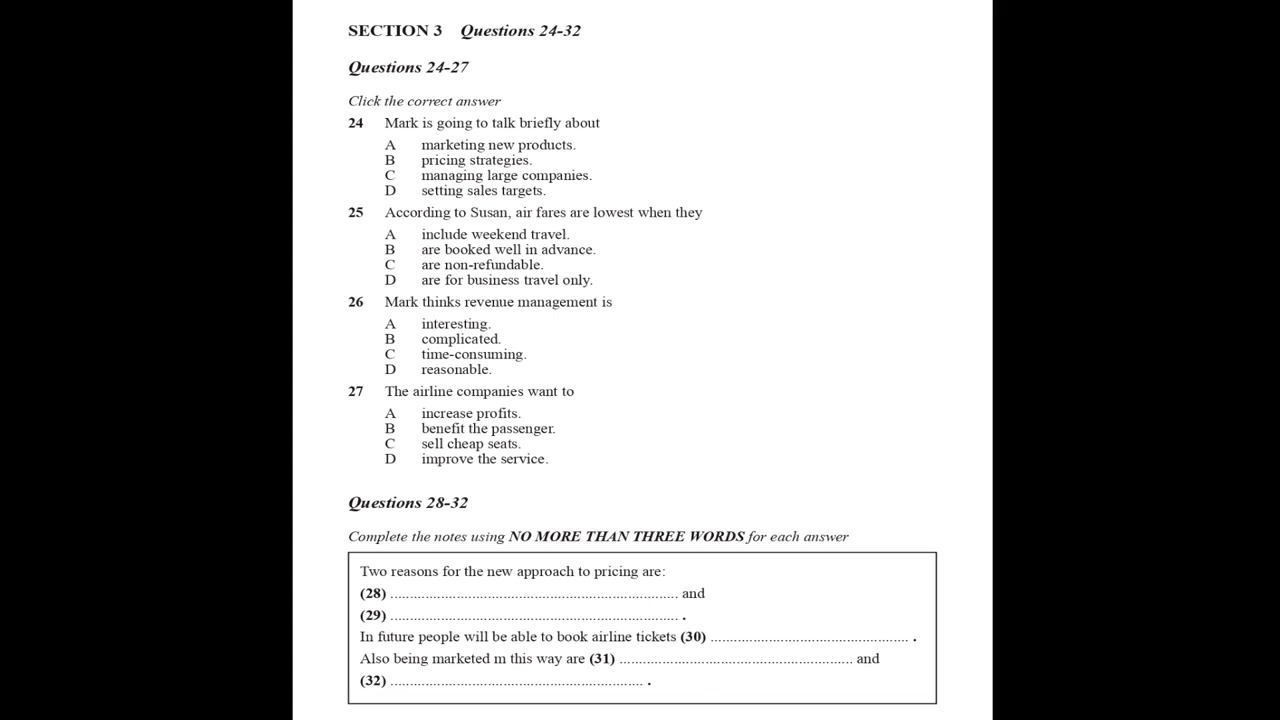 SECTION 3 Questions 24-32
Questions 24-27
Click the correct answer
24 Mark is going to talk briefly about
A marketing new products.
B pricing strategies.
C managing large companies.
D setting sales targets.
25 According to Susan, air fares are lowest when they
A include weekend travel.
B are booked well in advance.
C are non-refundable.
D are for business travel only.
26 Mark thinks revenue management is
A interesting.
B complicated.
C time-consuming.
D reasonable.
27 The airline companies want to
A increase profits.
B benefit the passenger.
C sell cheap seats.
D improve the service.
Questions 28-32
Complete the notes using NO MORE THAN THREE WORDS for each answer
Two reasons for the new approach to pricing are:
(28) ......................................................................... and
(29) ......................................................................... .
In future people will be able to book airline tickets (30) .................................................. .
Also being marketed m this way are (31) ........................................................... and
(32) ................................................................ .